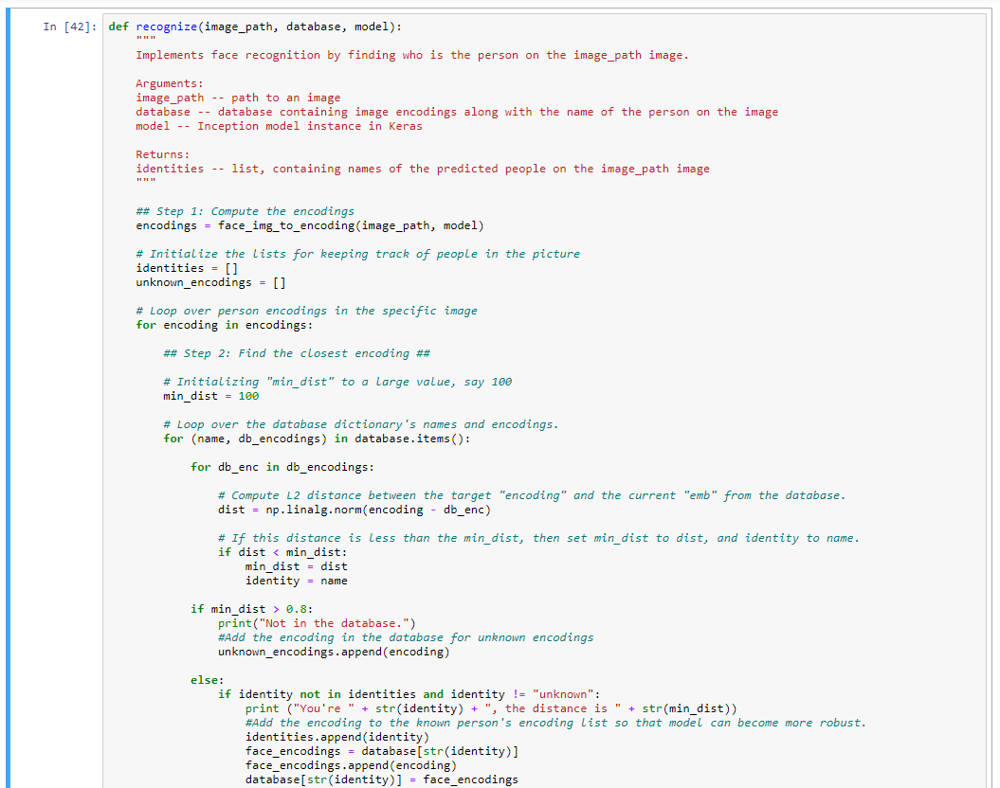 In [42]: def recognize(image_path, database, model):
    """
    Implements face recognition by finding who is the person on the image_path image.

    Arguments:
    image_path -- path to an image
    database -- database containing image encodings along with the name of the person on the image
    model -- Inception model instance in Keras

    Returns:
    identities -- list, containing names of the predicted people on the image_path image
    """

    ## Step 1: Compute the encodings
    encodings = face_img_to_encoding(image_path, model)

    # Initialize the lists for keeping track of people in the picture
    identities = []
    unknown_encodings = []

    # Loop over person encodings in the specific image
    for encoding in encodings:

        ## Step 2: Find the closest encoding ##

        # Initializing "min_dist" to a large value, say 100
        min_dist = 100

        # Loop over the database dictionary's names and encodings.
        for (name, db_encodings) in database.items():

            for db_enc in db_encodings:

                # Compute L2 distance between the target "encoding" and the current "emb" from the database.
                dist = np.linalg.norm(encoding - db_enc)

                # If this distance is less than the min_dist, then set min_dist to dist, and identity to name.
                if dist < min_dist:
                    min_dist = dist
                    identity = name

            if min_dist > 0.8:
                print("Not in the database.")
                #Add the encoding in the database for unknown encodings
                unknown_encodings.append(encoding)

            else:
                if identity not in identities and identity != "unknown":
                    print ("You're " + str(identity) + ", the distance is " + str(min_dist))
                    #Add the encoding to the known person's encoding list so that model can become more robust.
                    identities.append(identity)
                    face_encodings = database[str(identity)]
                    face_encodings.append(encoding)
                    database[str(identity)] = face_encodings